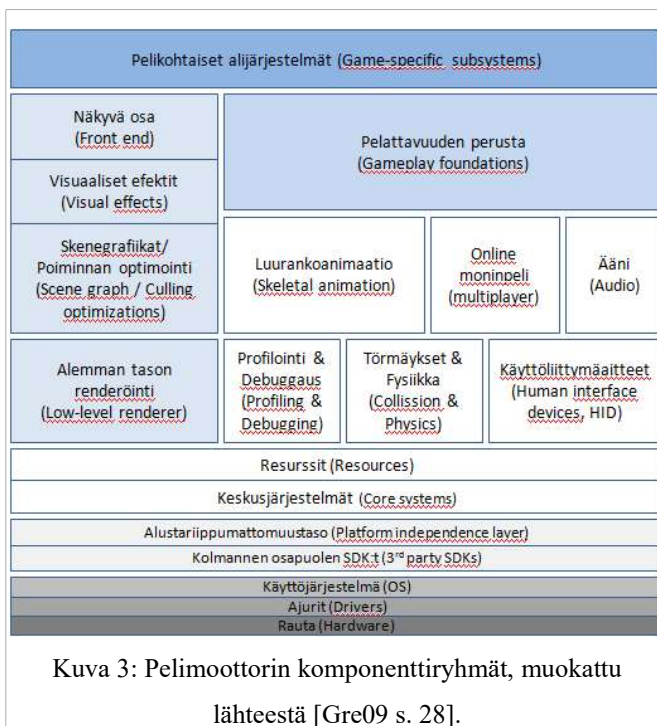 Pelikohtaiset alijärjestelmät (Game-specific subsystems)
Näkyvä osa
(Front end)
Visuaaliset efektit
(Visual effects)
Pelattavuuden perusta
(Gameplay foundations)
Skenegrafiikat/
Poiminnan optimointi
(Scene graph / Culling
optimizations)
Luurankoanimaatio
(Skeletal animation)
Online
moninpeli
(multiplayer)
Ääni
(Audio)
Alemman tason
renderöinti
(Low-level renderer)
Profilointi &
Debuggaus
(Profiling &
Debugging)
Törmäykset &
Fysiikka
(Collission &
Physics)
Käyttöliittymäaitteet
(Human interface
devices, HID)
Resurssit (Resources)
Keskusjärjestelmät (Core systems)
Alustariippumattomuustaso (Platform independence layer)
Kolmannen osapuolen SDK:t (3rd party SDKs)
Käyttöjärjestelmä (OS)
Ajurit (Drivers)
Rauta (Hardware)
Kuva 3: Pelimoottorin komponenttiryhmät, muokattu
lähteestä [Gre09 s. 28].